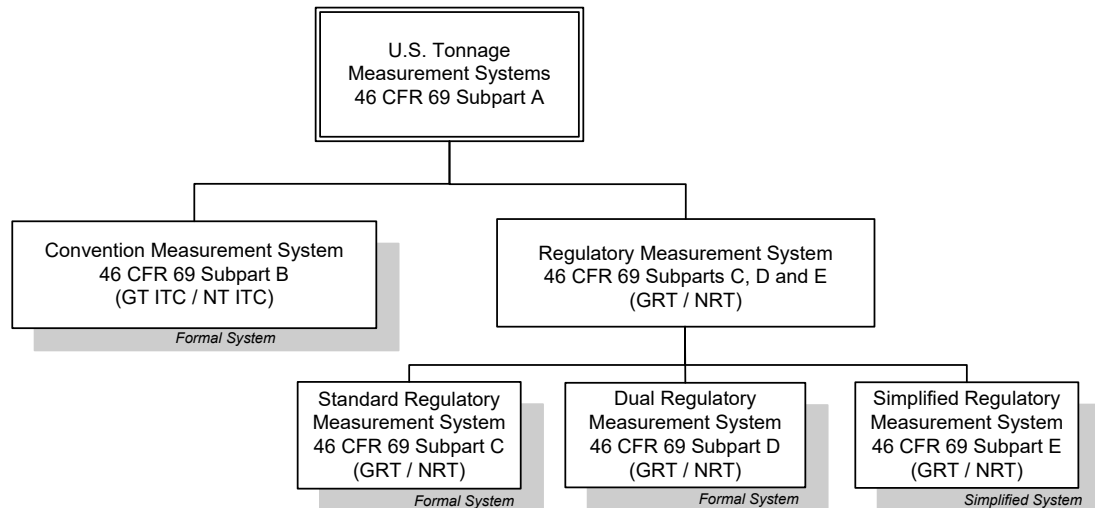 U.S. Tonnage
Measurement Systems
46 CFR 69 Subpart A
Convention Measurement System
46 CFR 69 Subpart B
(GT ITC / NT ITC)
Formal System
Regulatory Measurement System
46 CFR 69 Subparts C, D and E
(GRT / NRT)
Standard Regulatory
Measurement System
46 CFR 69 Subpart C
(GRT / NRT)
Formal System
Dual Regulatory
Measurement System
46 CFR 69 Subpart D
(GRT / NRT)
Formal System
Simplified Regulatory
Measurement System
46 CFR 69 Subpart E
(GRT / NRT)
Simplified System